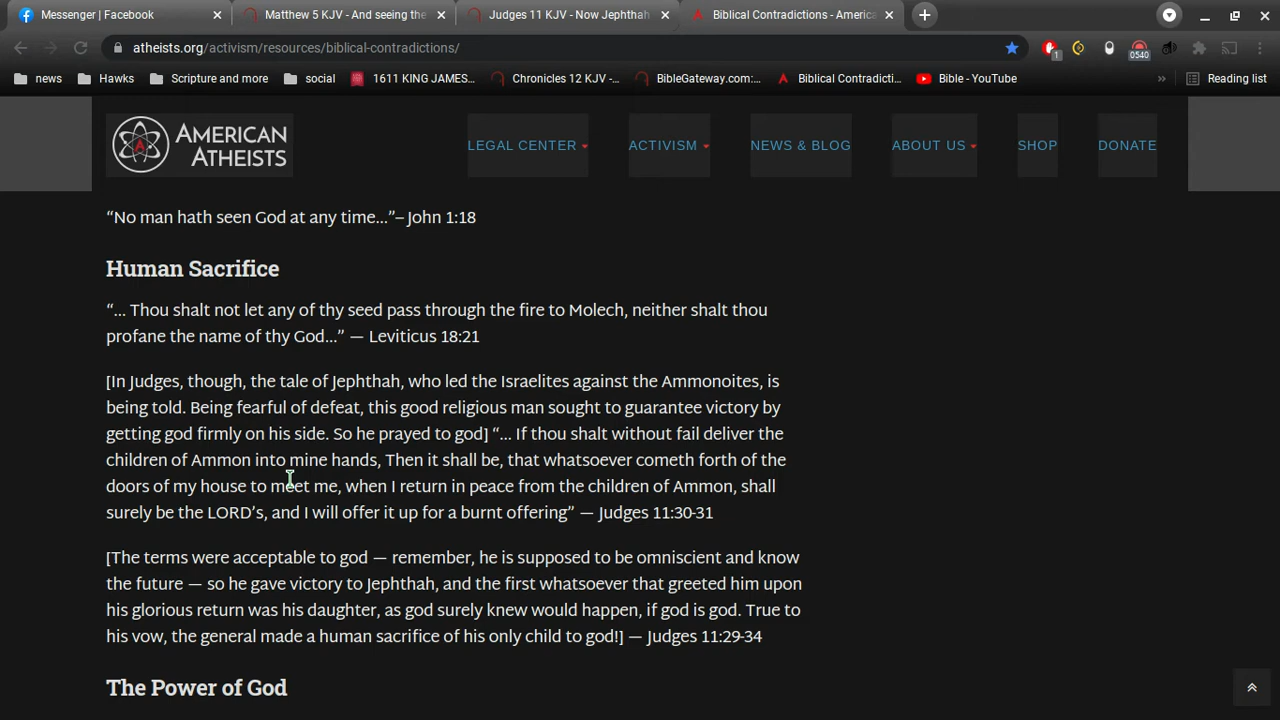 Messenger | Facebook
Matthew 5 KJV - And seeing the
Judges 11 KJV - Now Jephthah
Biblical Contradictions - America
atheists.org/activism/resources/biblical-contradictions/
1
0540
news
Hawks
Scripture and more
social
1611 KING JAMES...
Chronicles 12 KJV -...
BibleGateway.com:...
Biblical Contradicti...
Bible - YouTube
»
Reading list
AMERICAN
ATHEISTS
LEGAL CENTER
ACTIVISM
NEWS & BLOG
ABOUT US
SHOP
DONATE
“No man hath seen God at any time…”– John 1:18
Human Sacrifice
“… Thou shalt not let any of thy seed pass through the fire to Molech, neither shalt thou
profane the name of thy God…” — Leviticus 18:21
[In Judges, though, the tale of Jephthah, who led the Israelites against the Ammonoites, is
being told. Being fearful of defeat, this good religious man sought to guarantee victory by
getting god firmly on his side. So he prayed to god] “… If thou shalt without fail deliver the
children of Ammon into mine hands, Then it shall be, that whatsoever cometh forth of the
doors of my house to meet me, when I return in peace from the children of Ammon, shall
surely be the LORD’s, and I will offer it up for a burnt offering” — Judges 11:30-31
[The terms were acceptable to god — remember, he is supposed to be omniscient and know
the future — so he gave victory to Jephthah, and the first whatsoever that greeted him upon
his glorious return was his daughter, as god surely knew would happen, if god is god. True to
his vow, the general made a human sacrifice of his only child to god!] — Judges 11:29-34
The Power of God